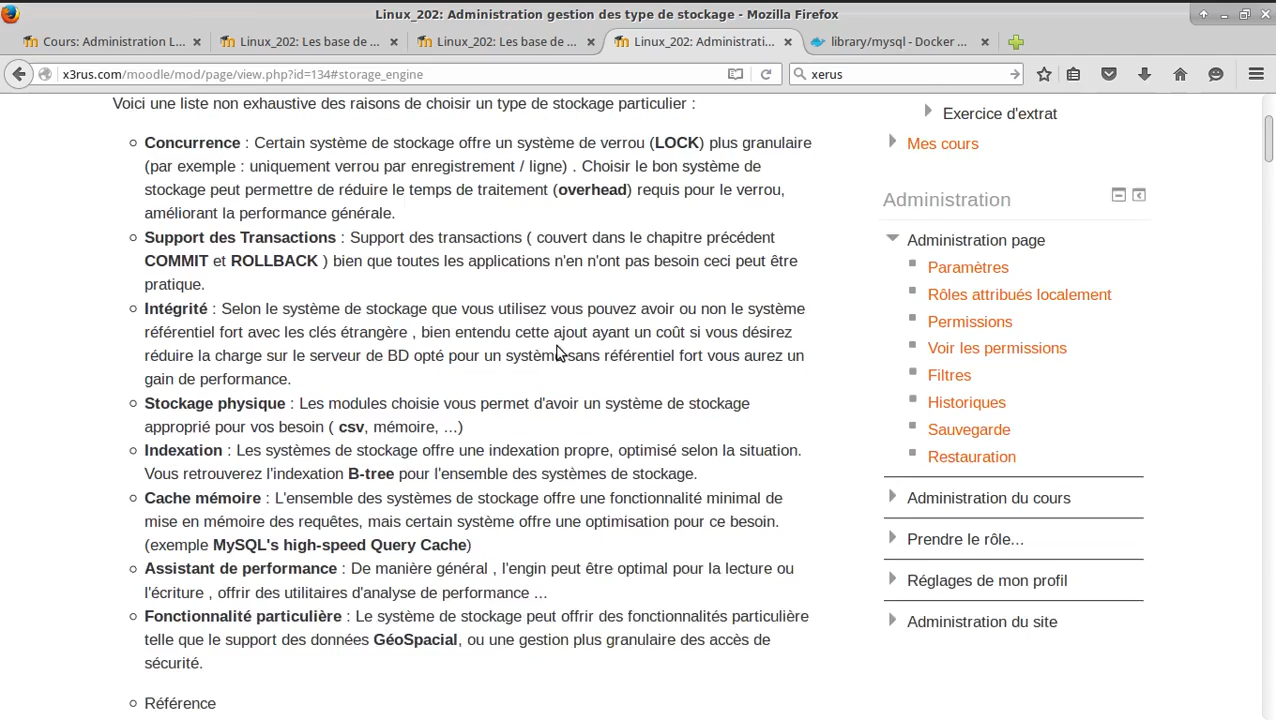 Linux_202: Administration gestion des type de stockage - Mozilla Firefox
Cours: Administration L...
Linux_202: Les base de ...
Linux_202: Les base de ...
Linux_202: Administrati...
library/mysql - Docker ...
x3rus.com/moodle/mod/page/view.php?id=134#storage_engine
xerus
Voici une liste non exhaustive des raisons de choisir un type de stockage particulier :
Concurrence : Certain système de stockage offre un système de verrou (LOCK) plus granulaire
(par exemple : uniquement verrou par enregistrement / ligne) . Choisir le bon système de
stockage peut permettre de réduire le temps de traitement (overhead) requis pour le verrou,
améliorant la performance générale.
Support des Transactions : Support des transactions ( couvert dans le chapitre précédent
COMMIT et ROLLBACK ) bien que toutes les applications n'en n'ont pas besoin ceci peut être
pratique.
Intégrité : Selon le système de stockage que vous utilisez vous pouvez avoir ou non le système
référentiel fort avec les clés étrangère , bien entendu cette ajout ayant un coût si vous désirez
réduire la charge sur le serveur de BD opté pour un système sans référentiel fort vous aurez un
gain de performance.
Stockage physique : Les modules choisie vous permet d'avoir un système de stockage
approprié pour vos besoin ( csv, mémoire, ...)
Indexation : Les systèmes de stockage offre une indexation propre, optimisé selon la situation.
Vous retrouverez l'indexation B-tree pour l'ensemble des systèmes de stockage.
Cache mémoire : L'ensemble des systèmes de stockage offre une fonctionnalité minimal de
mise en mémoire des requêtes, mais certain système offre une optimisation pour ce besoin.
(exemple MySQL's high-speed Query Cache)
Assistant de performance : De manière général , l'engin peut être optimal pour la lecture ou
l'écriture , offrir des utilitaires d'analyse de performance ...
Fonctionnalité particulière : Le système de stockage peut offrir des fonctionnalités particulière
telle que le support des données GéoSpacial, ou une gestion plus granulaire des accès de
sécurité.
Référence
Exercice d'extrat
Mes cours
Administration
Administration page
Paramètres
Rôles attribués localement
Permissions
Voir les permissions
Filtres
Historiques
Sauvegarde
Restauration
Administration du cours
Prendre le rôle...
Réglages de mon profil
Administration du site